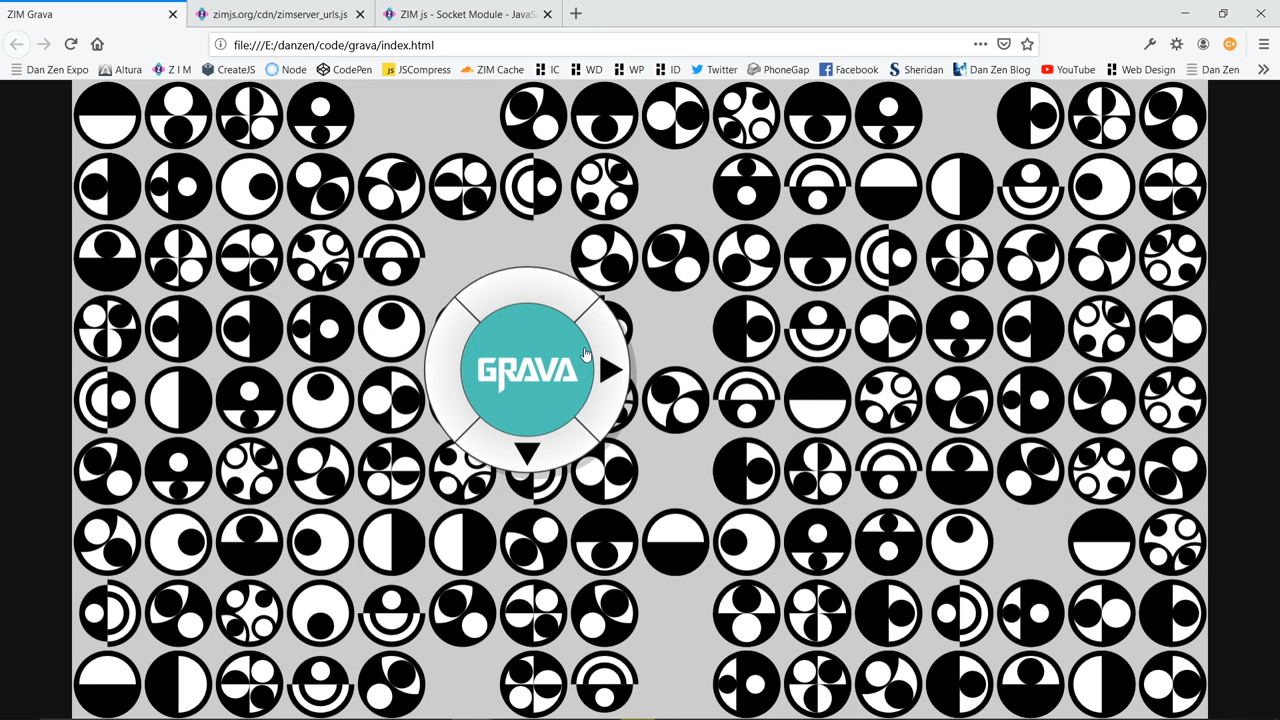 ZIM Grava
zimjs.org/cdn/zimserver_urls.js
ZIM js - Socket Module - JavaS
file:///E:/danzen/code/grava/index.html
Dan Zen Expo
Altura
Z I M
CreateJS
Node
CodePen
JS
JSCompress
ZIM Cache
IC
WD
WP
ID
Twitter
PhoneGap
Facebook
Sheridan
Dan Zen Blog
YouTube
Web Design
Dan Zen
GRAVA